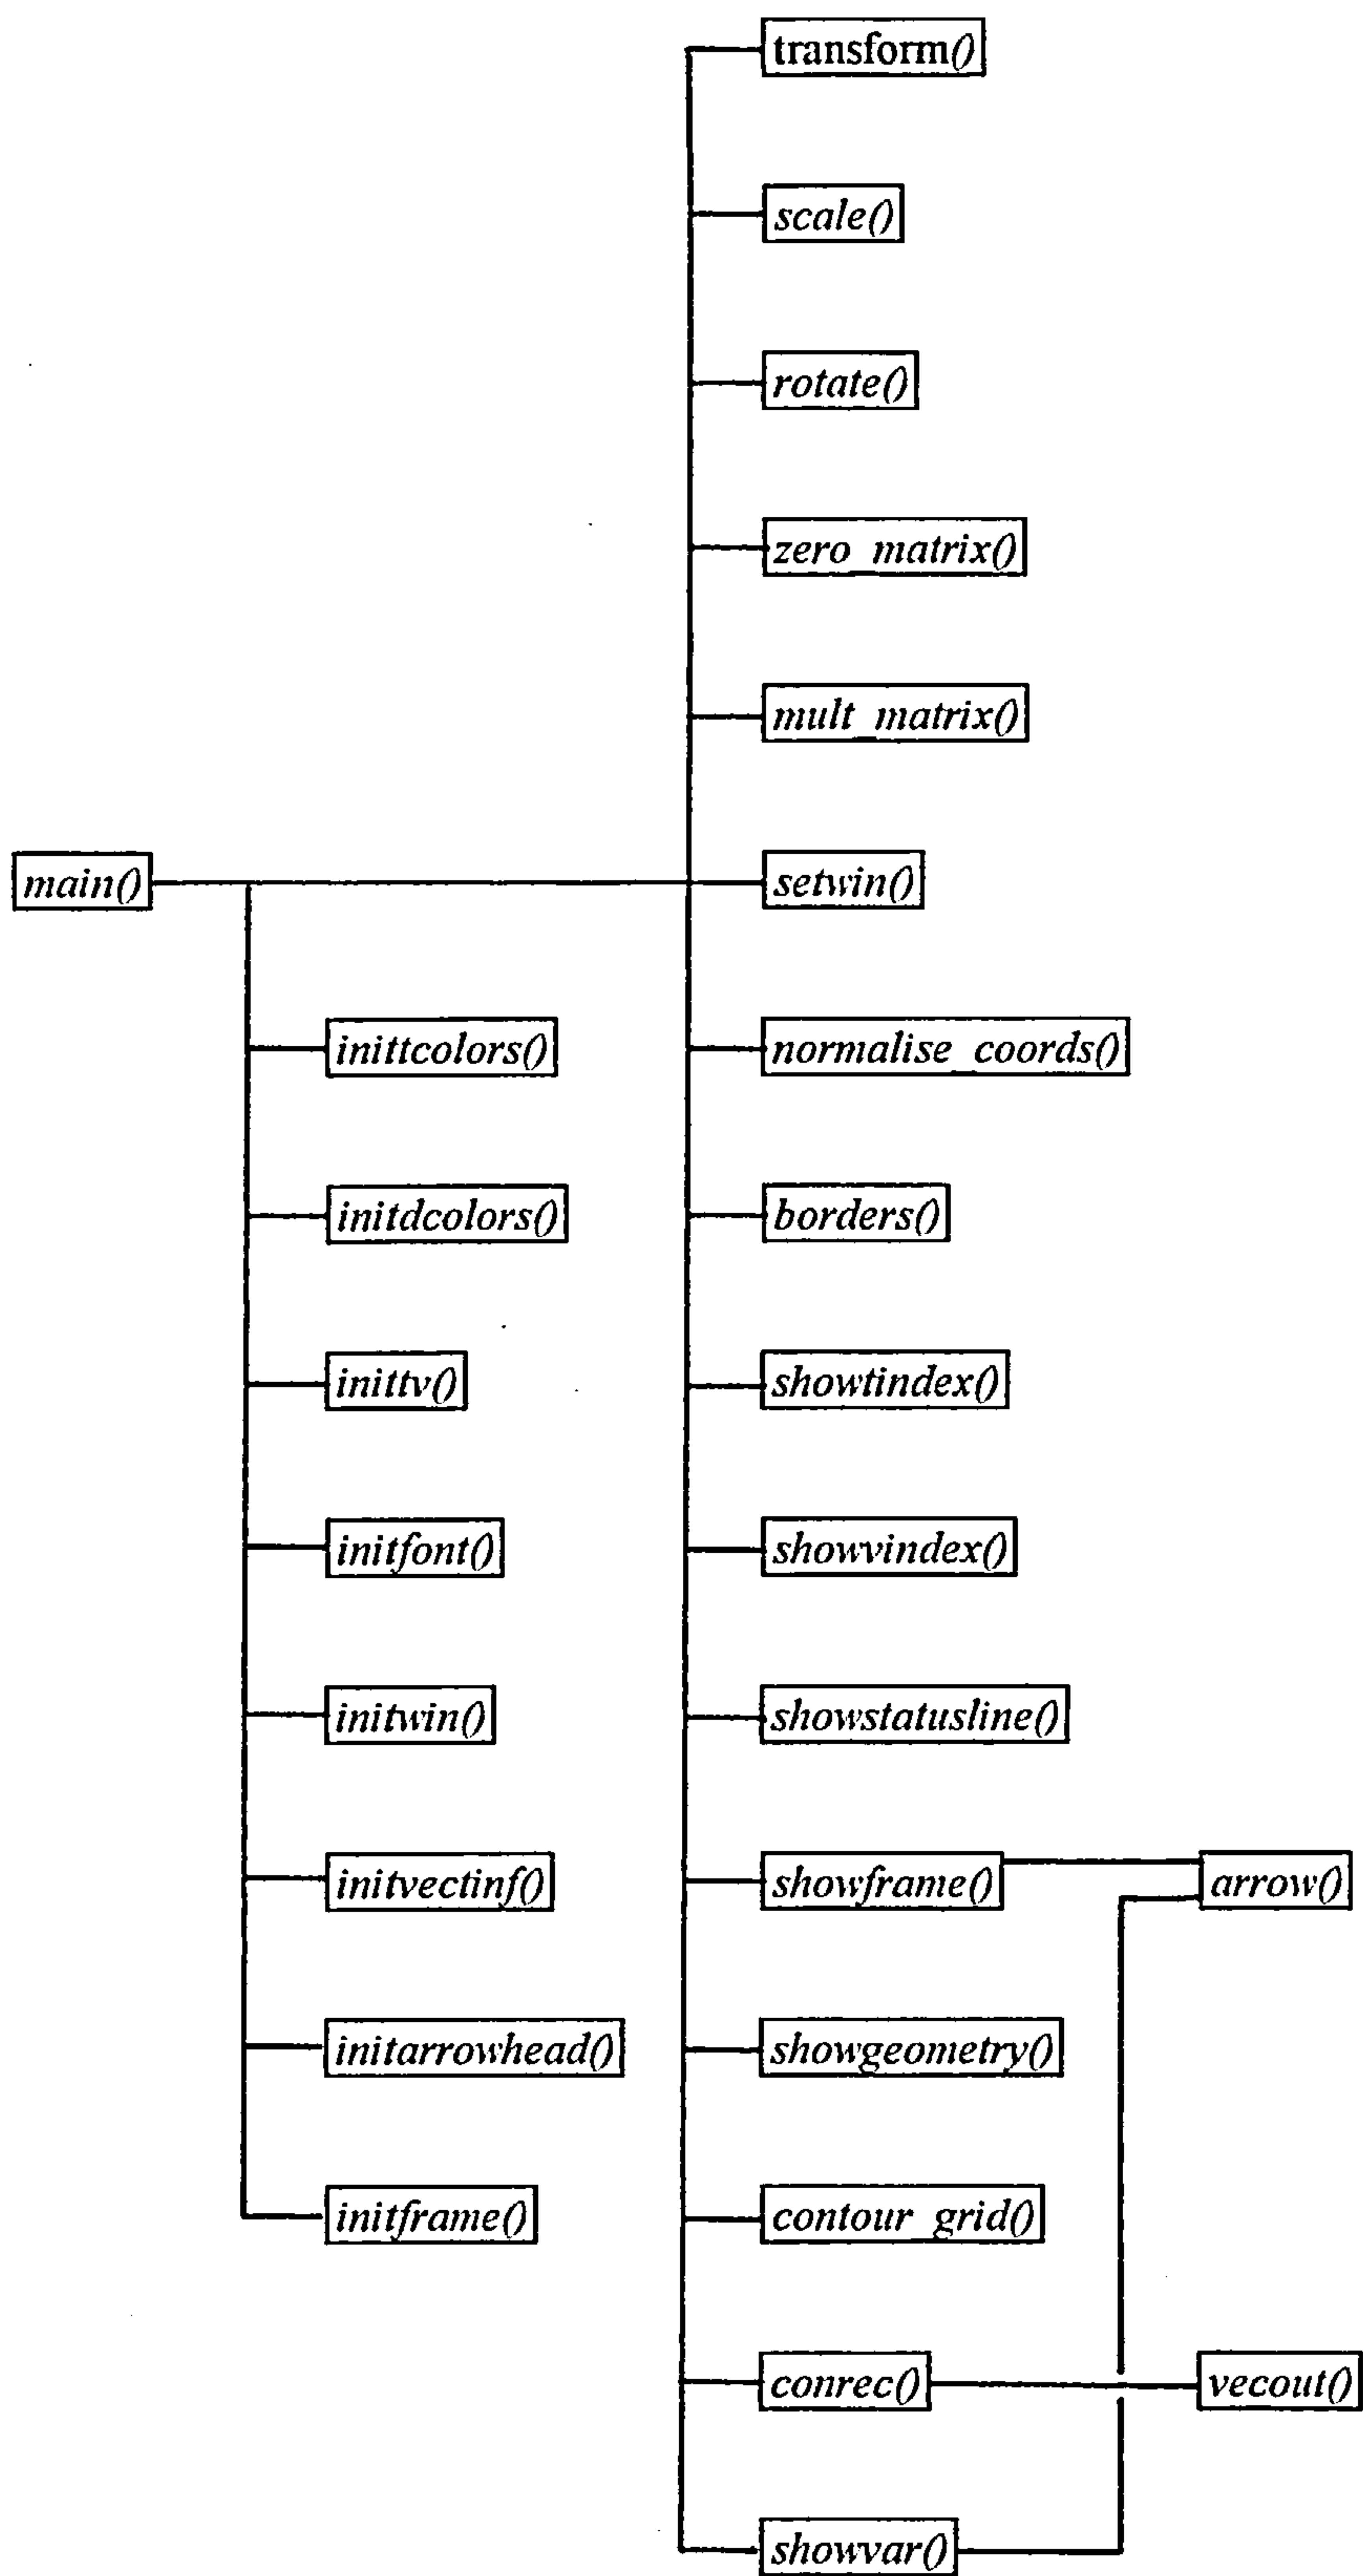 transform()
scale()
rotate()
zero_matrix()
mult_matrix()
main()
setwin()
inittcolors()
normalise_coords()
initdcolors()
borders()
inittv()
showtindex()
initfont()
showvindex()
initwin()
showstatusline()
initvectinf()
showframe()
arrow()
initarrowhead()
showgeometry()
initframe()
contour_grid()
conrec()
vecout()
showvar()